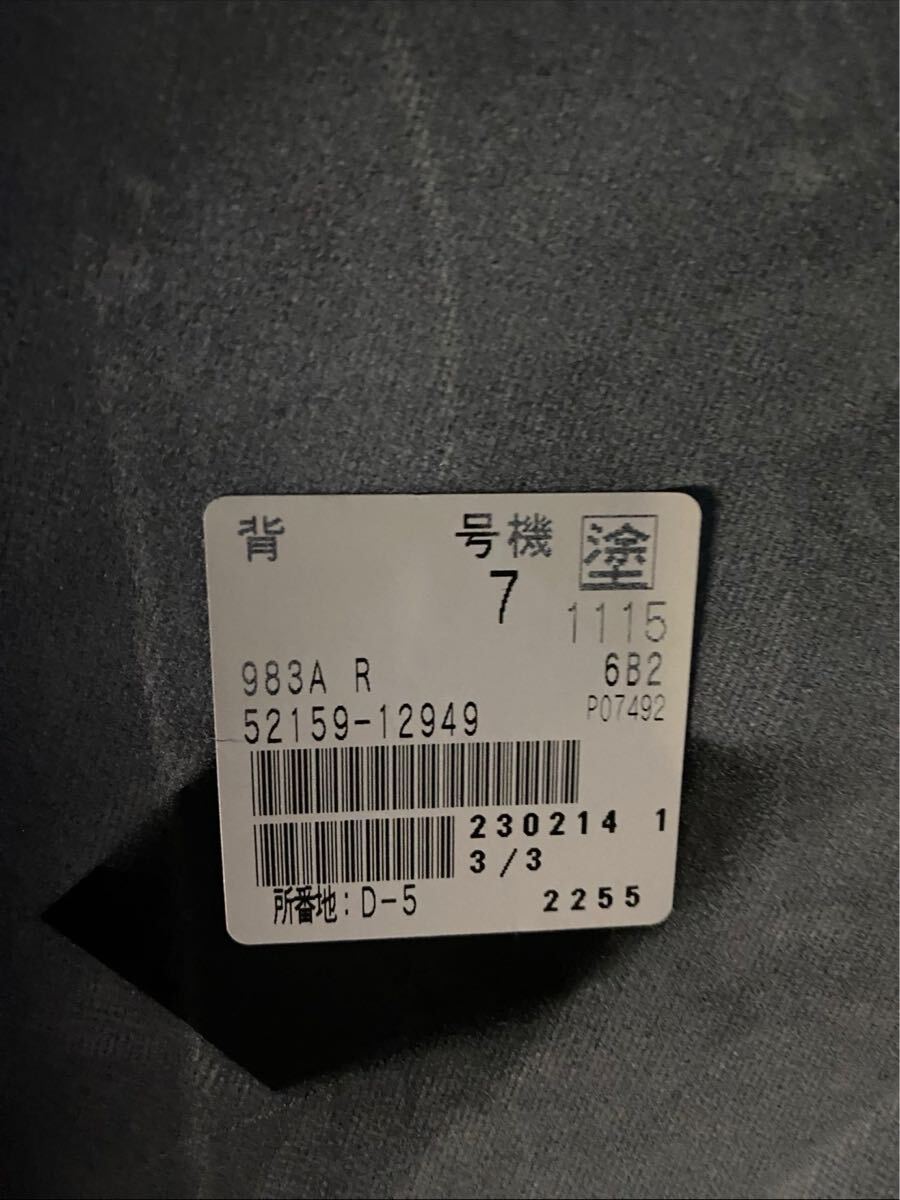 背 号機 塗
7 1115
983A R 6B2
52159-12949 P07492
230214 1
3/3
所番地:D-5 2255